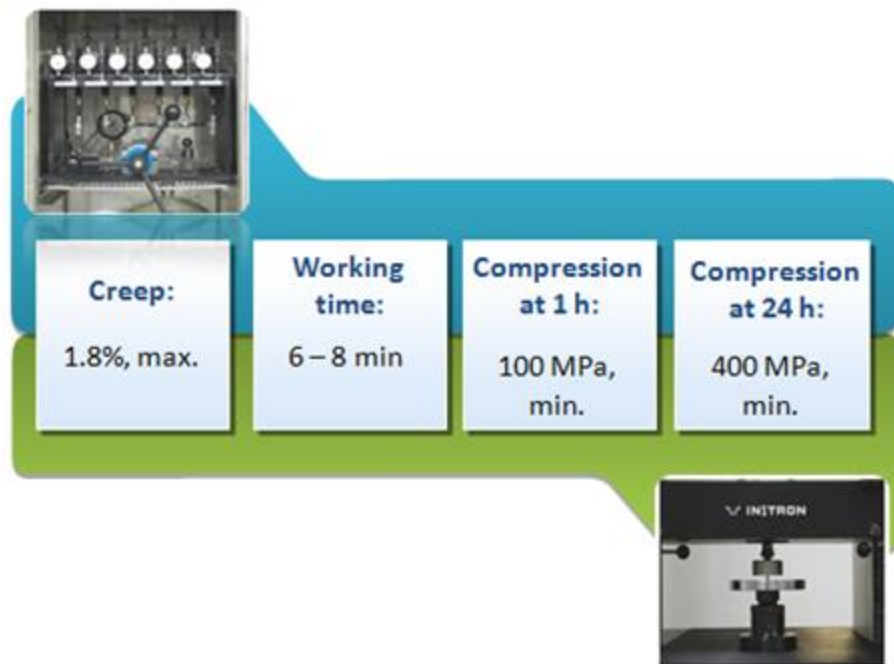 Creep:
1.8%, max.
Working
time:
6 – 8 min
Compression
at 1 h:
100 MPa,
min.
Compression
at 24 h:
400 MPa,
min.
INITRON